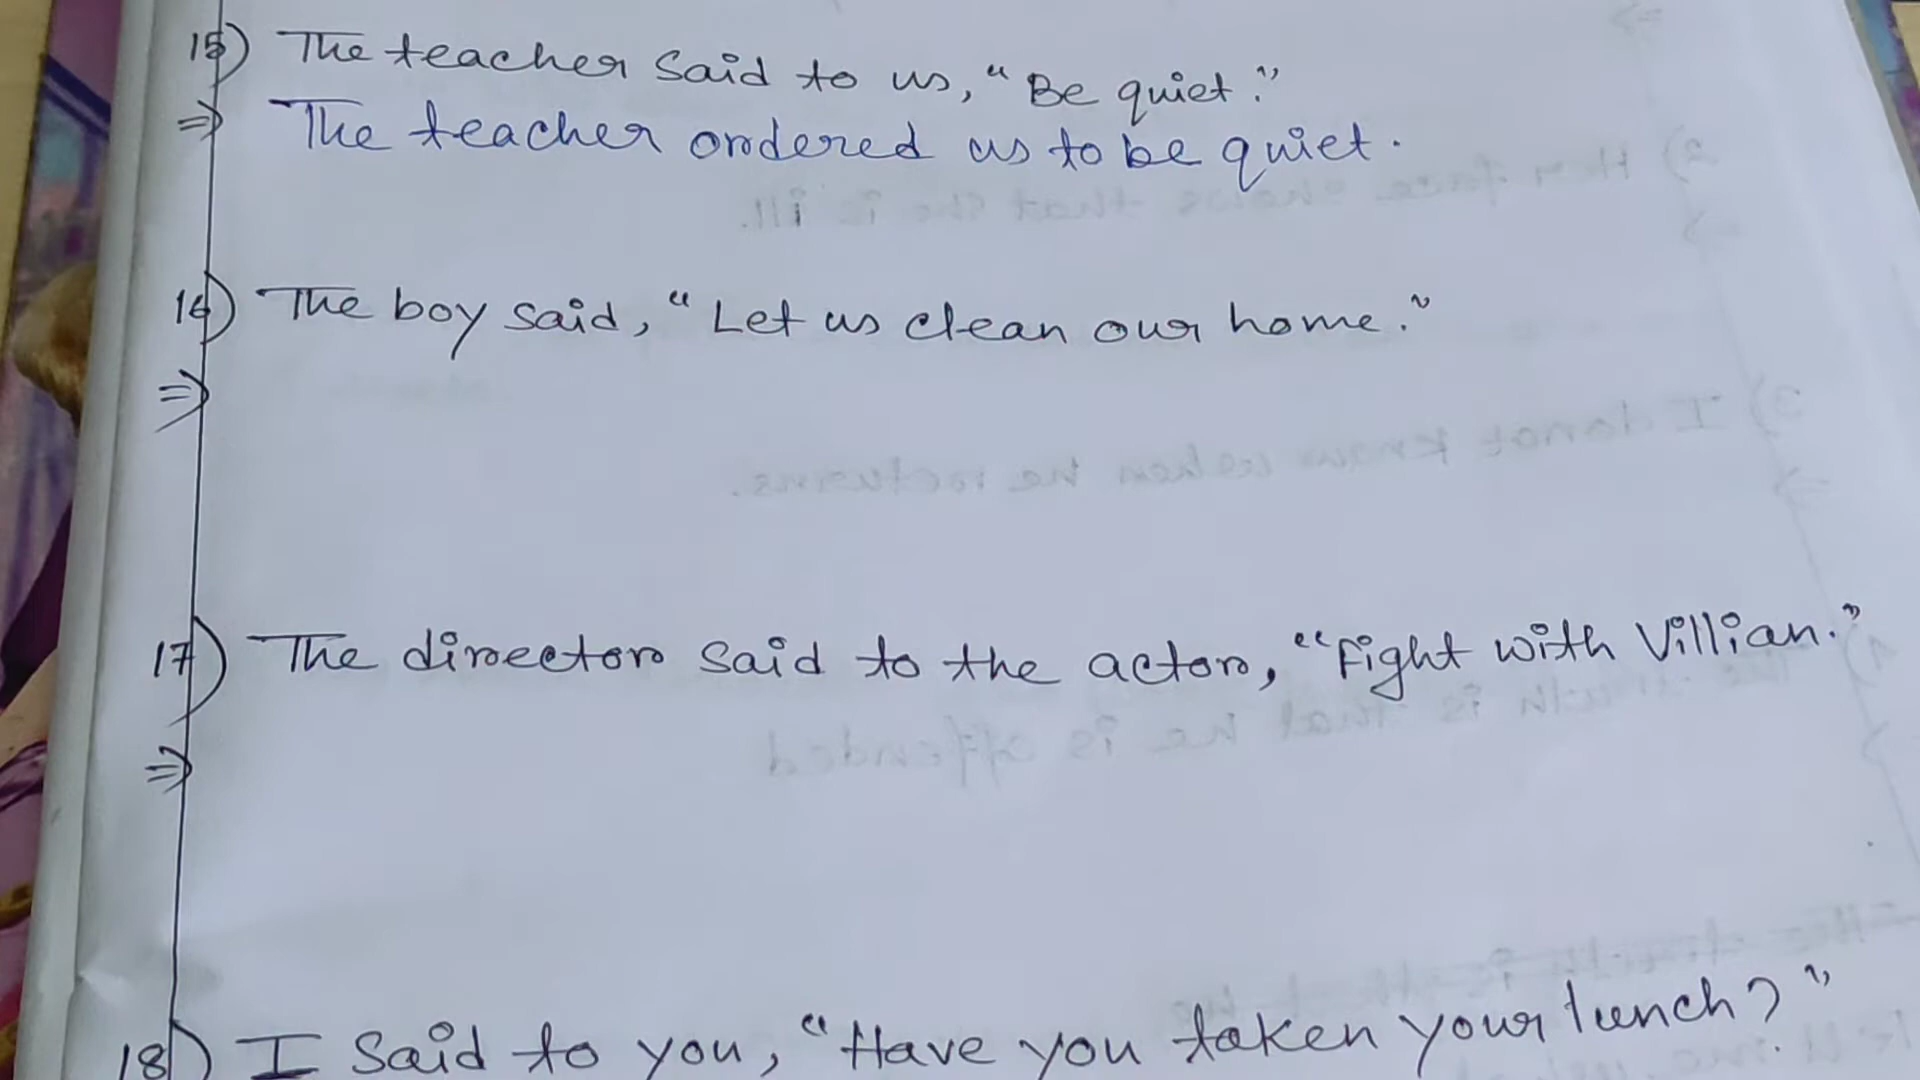 15) The teacher said to us, "Be quiet."
=> The teacher ordered us to be quiet.
16) The boy said, "Let us clean our home."
=>
17) The director said to the actor, "Fight with Villian."
=>
18) I said to you, "Have you taken your lunch?"